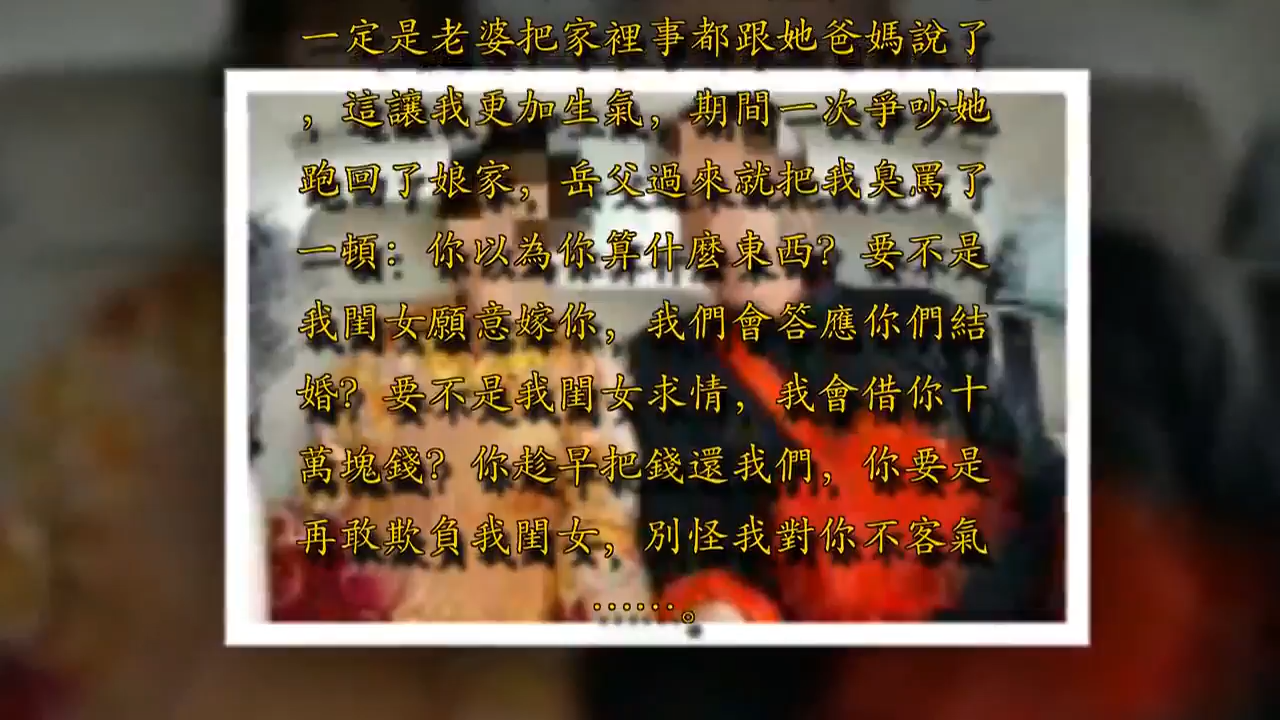 一定是老婆把家裡事都跟她爸媽說了
，這讓我更加生氣，期間一次爭吵她
跑回了娘家，岳父過來就把我臭罵了
一頓：你以為你算什麼東西？要不是
我閨女願意嫁你，我們會答應你們結
婚？要不是我閨女求情，我會借你十
萬塊錢？你趁早把錢還我們，你要是
再敢欺負我閨女，別怪我對你不客氣
……。